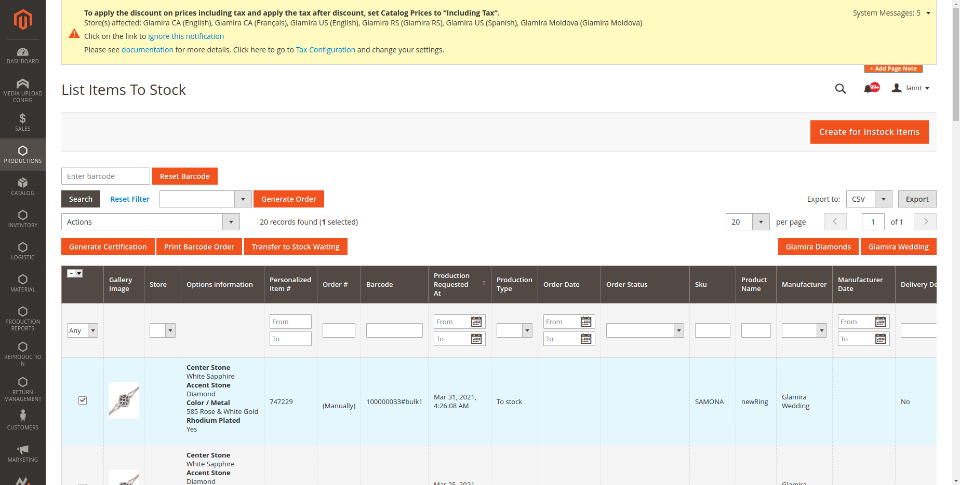 To apply the discount on prices including tax and apply the tax after discount, set Catalog Prices to "Including Tax".
Store(s) affected: Glamira CA (English), Glamira CA (Français), Glamira US (English), Glamira RS (Glamira RS), Glamira US (Spanish), Glamira Moldova (Glamira Moldova)
Click on the link to ignore this notification
Please see documentation for more details. Click here to go to Tax Configuration and change your settings.
System Messages: 5
+ Add Page Note
List Items To Stock
99+
lannt
Create for instock items
DASHBOARD
MEDIA UPLOAD
CONFIG
SALES
PRODUCTIONS
CATALOG
INVENTORY
LOGISTIC
MATERIAL
PRODUCTION
REPORTS
REPRODUCTIO
N
RETURN
MANAGEMENT
CUSTOMERS
MARKETING
Enter barcode
Reset Barcode
Search
Reset Filter
Generate Order
Export to:
CSV
Export
Actions
20 records found (1 selected)
20
per page
1
of 1
Generate Certification
Print Barcode Order
Transfer to Stock Waiting
Glamira Diamonds
Glamira Wedding
Gallery Image
Store
Options information
Personalized Item #
Order #
Barcode
Production Requested At
Production Type
Order Date
Order Status
Sku
Product Name
Manufacturer
Manufacturer Date
Delivery De
Any
From
From
From
From
To
To
To
To
Center Stone
White Sapphire
Accent Stone
Diamond
Color / Metal
585 Rose & White Gold
Rhodium Plated
Yes
747229
(Manually)
100000033#bulk1
Mar 31, 2021,
4:26:08 AM
To stock
SAMONA
newRing
Glamira
Wedding
No
Center Stone
White Sapphire
Accent Stone
Diamond